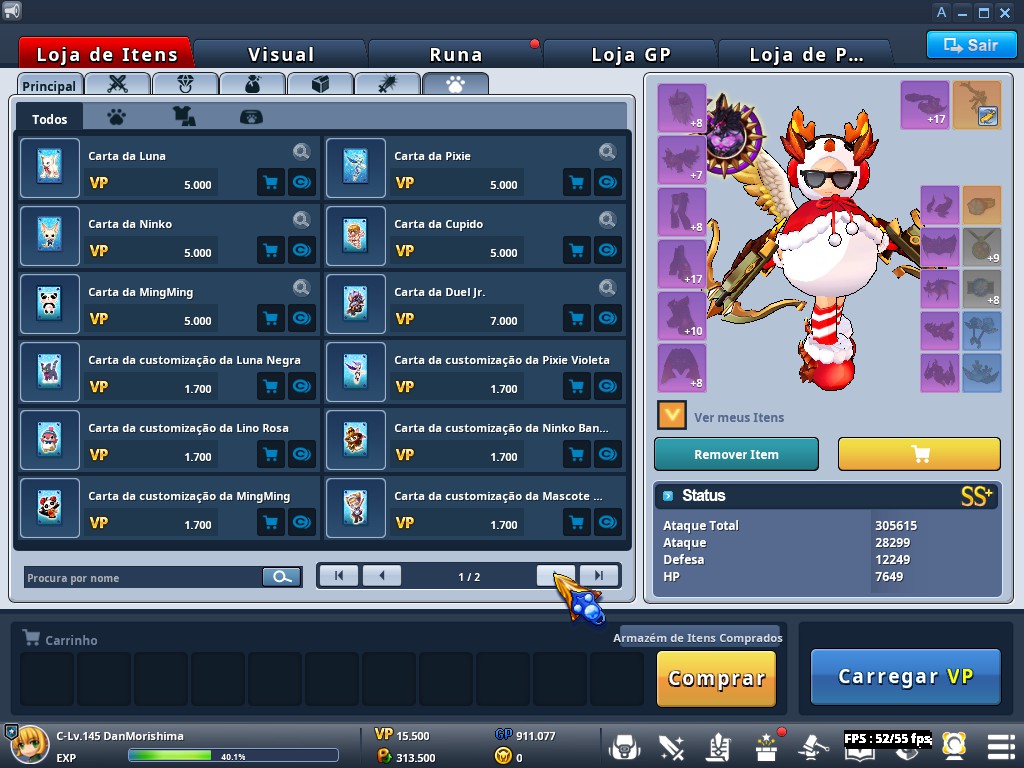 A
Loja de Itens
Visual
Runa
Loja GP
Loja de P...
Sair
Principal
Todos
Carta da Luna
VP 5.000
Carta da Pixie
VP 5.000
Carta da Ninko
VP 5.000
Carta da Cupido
VP 5.000
Carta da MingMing
VP 5.000
Carta da Duel Jr.
VP 7.000
Carta da customização da Luna Negra
VP 1.700
Carta da customização da Pixie Violeta
VP 1.700
Carta da customização da Lino Rosa
VP 1.700
Carta da customização da Ninko Ban...
VP 1.700
Carta da customização da MingMing
VP 1.700
Carta da customização da Mascote ...
VP 1.700
Procura por nome
1 / 2
+8
+7
+8
+17
+10
+8
+17
+9
+8
Ver meus Itens
Remover Item
Status SS+
Ataque Total 305615
Ataque 28299
Defesa 12249
HP 7649
Carrinho
Armazém de Itens Comprados
Comprar
Carregar VP
C-Lv.145 DanMorishima
EXP 40.1%
VP 15.500
GP 911.077
313.500
0
FPS : 52/55 fps